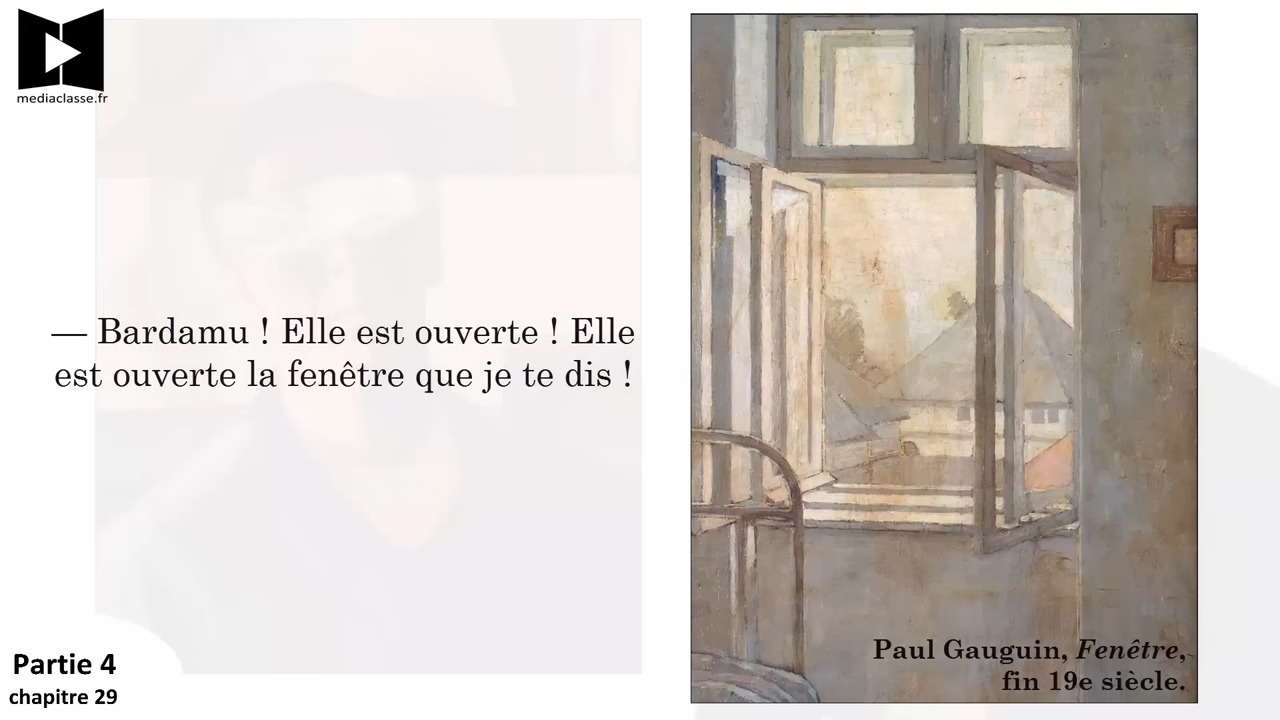 mediaclasse.fr
— Bardamu ! Elle est ouverte ! Elle
est ouverte la fenêtre que je te dis !
Paul Gauguin, Fenêtre,
fin 19e siècle.
Partie 4
chapitre 29